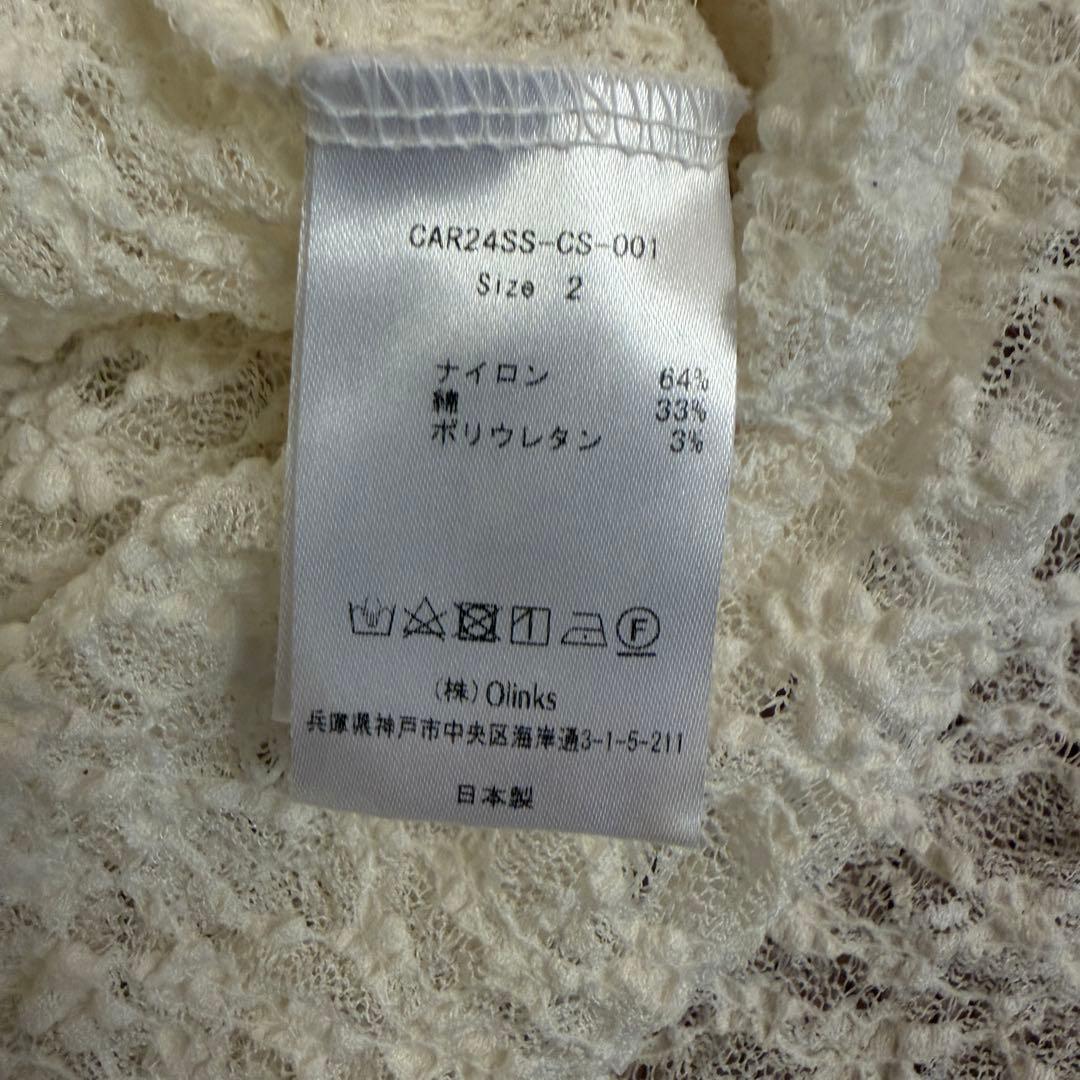 CAR24SS-CS-001
Size 2
ナイロン 64%
綿 33%
ポリウレタン 3%
F
(株)Olinks
兵庫県神戸市中央区海岸通3-1-5-211
日本製